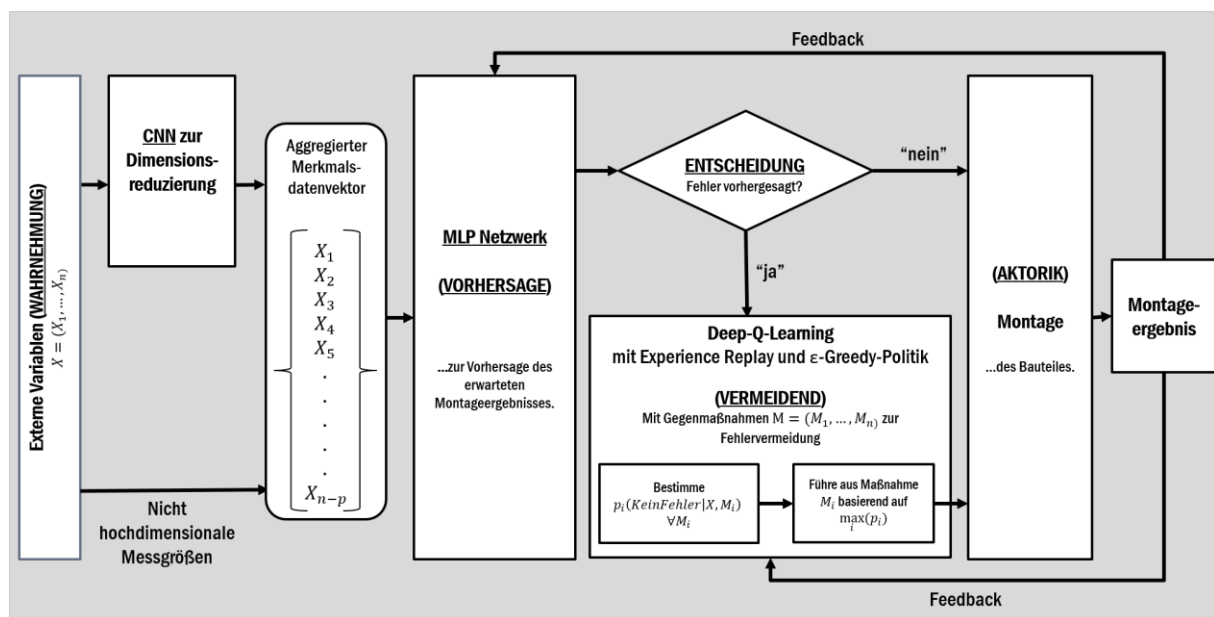 Feedback
Externe Variablen (WAHRNEHMUNG)
X = (X₁, … , Xₙ)
CNN zur
Dimensions-
reduzierung
Nicht
hochdimensionale
Messgrößen
Aggregierter
Merkmals-
datenvektor
X₁
X₂
X₃
X₄
X₅
.
.
.
.
.
Xₙ₋ₚ
MLP Netzwerk
(VORHERSAGE)
...zur Vorhersage des
erwarteten
Montageergebnisses.
ENTSCHEIDUNG
Fehler vorhergesagt?
“nein”
“ja”
Deep-Q-Learning
mit Experience Replay und ε-Greedy-Politik
(VERMEIDEND)
Mit Gegenmaßnahmen M = (M₁, … , Mₙ) zur
Fehlervermeidung
Bestimme
pᵢ(KeinFehler|X, Mᵢ)
∀Mᵢ
Führe aus Maßnahme
Mᵢ basierend auf
max(pᵢ)
i
(AKTORIK)
Montage
...des Bauteiles.
Montage-
ergebnis
Feedback